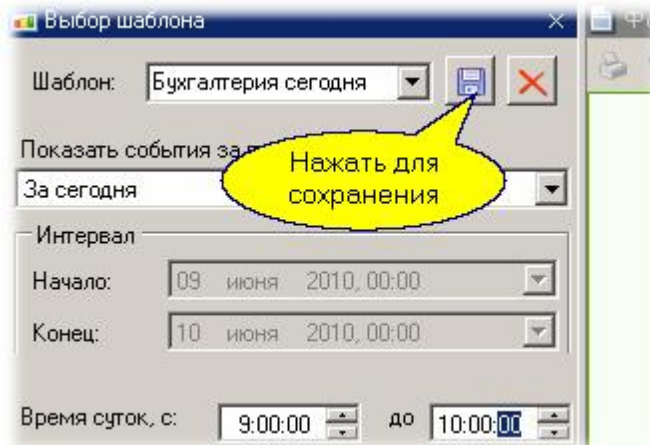 Выбор шаблона
Шаблон: Бухгалтерия сегодня
Показать события за
Нажать для
сохранения
За сегодня
Интервал
Начало: 09 июня 2010, 00:00
Конец: 10 июня 2010, 00:00
Время суток, с: 9:00:00 до 10:00:00